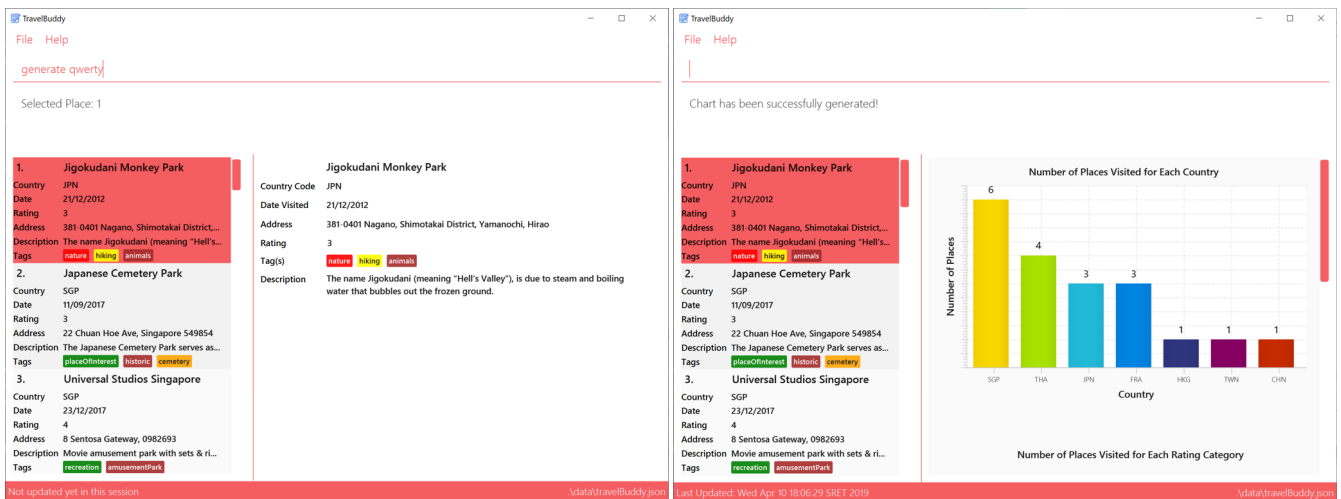 TravelBuddy
File Help
generate qwerty
Selected Place: 1
1. Jigokudani Monkey Park
Country JPN
Date 21/12/2012
Rating 3
Address 381-0401 Nagano, Shimotakai District,...
Description The name Jigokudani (meaning "Hell's...
Tags nature hiking animals
2. Japanese Cemetery Park
Country SGP
Date 11/09/2017
Rating 3
Address 22 Chuan Hoe Ave, Singapore 549854
Description The Japanese Cemetery Park serves as...
Tags placeOfInterest historic cemetery
3. Universal Studios Singapore
Country SGP
Date 23/12/2017
Rating 4
Address 8 Sentosa Gateway, 0982693
Description Movie amusement park with sets & ri...
Tags recreation amusementPark
Jigokudani Monkey Park
Country Code JPN
Date Visited 21/12/2012
Address 381-0401 Nagano, Shimotakai District, Yamanochi, Hirao
Rating 3
Tag(s) nature hiking animals
Description The name Jigokudani (meaning "Hell's Valley"), is due to steam and boiling
water that bubbles out the frozen ground.
Not updated yet in this session .\data\travelBuddy.json
TravelBuddy
File Help
Chart has been successfully generated!
1. Jigokudani Monkey Park
Country JPN
Date 21/12/2012
Rating 3
Address 381-0401 Nagano, Shimotakai District,...
Description The name Jigokudani (meaning "Hell's...
Tags nature hiking animals
2. Japanese Cemetery Park
Country SGP
Date 11/09/2017
Rating 3
Address 22 Chuan Hoe Ave, Singapore 549854
Description The Japanese Cemetery Park serves as...
Tags placeOfInterest historic cemetery
3. Universal Studios Singapore
Country SGP
Date 23/12/2017
Rating 4
Address 8 Sentosa Gateway, 0982693
Description Movie amusement park with sets & ri...
Tags recreation amusementPark
Number of Places Visited for Each Country
Number of Places
6 4 3 3 1 1 1
SGP THA JPN FRA HKG TWN CHN
Country
Number of Places Visited for Each Rating Category
Last Updated: Wed Apr 10 18:06:29 SRET 2019 .\data\travelBuddy.json